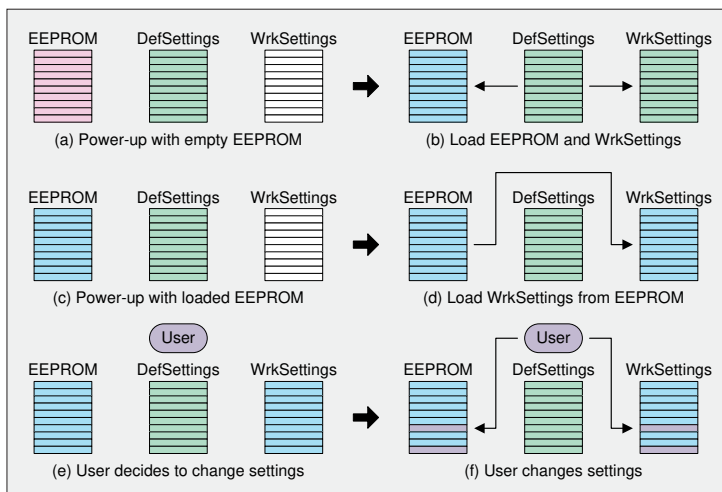 EEPROM DefSettings WrkSettings EEPROM DefSettings WrkSettings
(a) Power-up with empty EEPROM (b) Load EEPROM and WrkSettings
EEPROM DefSettings WrkSettings EEPROM DefSettings WrkSettings
(c) Power-up with loaded EEPROM (d) Load WrkSettings from EEPROM
User User
EEPROM DefSettings WrkSettings EEPROM DefSettings WrkSettings
(e) User decides to change settings (f) User changes settings